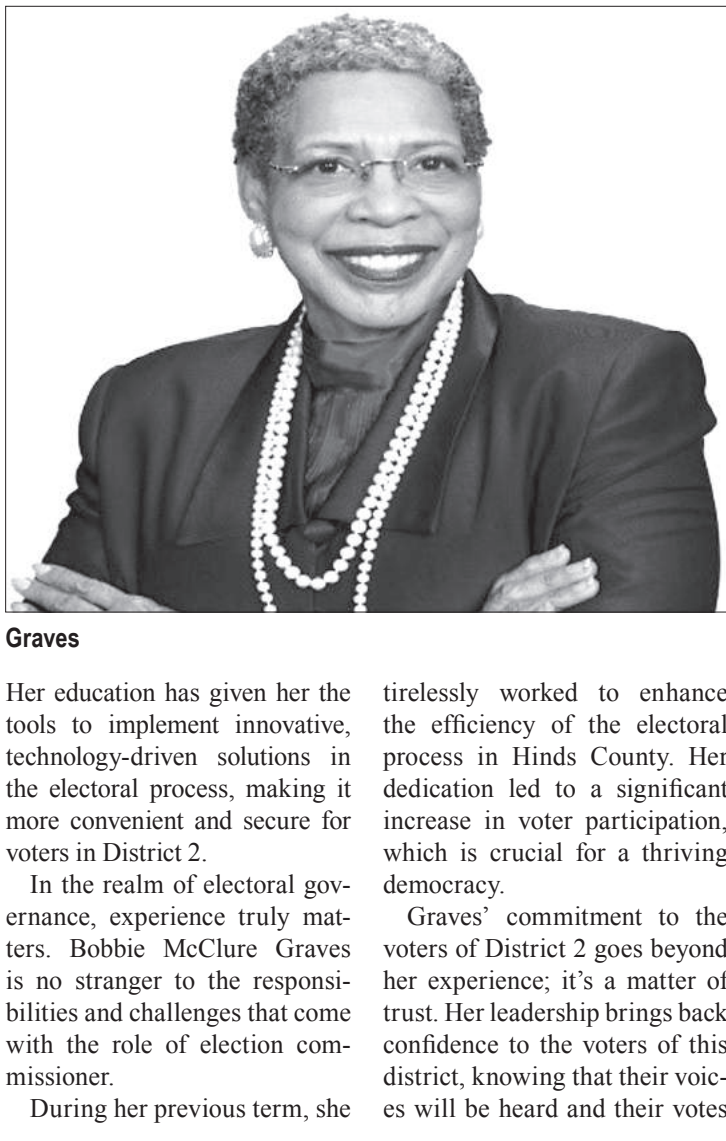 Graves
Her education has given her the
tools to implement innovative,
technology-driven solutions in
the electoral process, making it
more convenient and secure for
voters in District 2.
In the realm of electoral gov-
ernance, experience truly mat-
ters. Bobbie McClure Graves
is no stranger to the responsi-
bilities and challenges that come
with the role of election com-
missioner.
During her previous term, she
tirelessly worked to enhance
the efficiency of the electoral
process in Hinds County. Her
dedication led to a significant
increase in voter participation,
which is crucial for a thriving
democracy.
Graves’ commitment to the
voters of District 2 goes beyond
her experience; it’s a matter of
trust. Her leadership brings back
confidence to the voters of this
district, knowing that their voic-
es will be heard and their votes